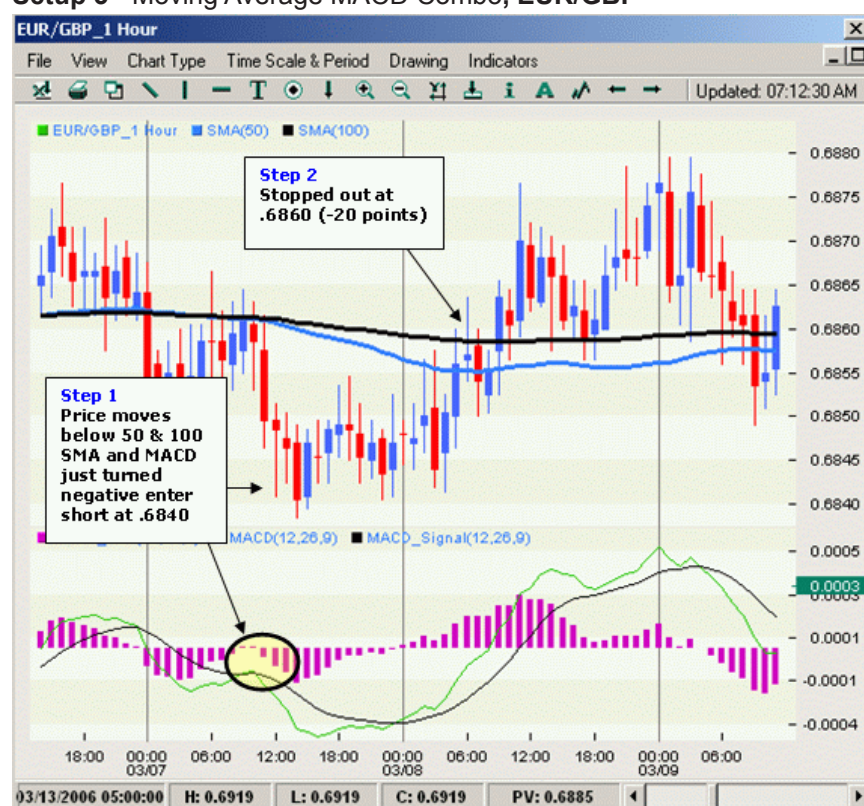 Moving Average MACD Combo, EUR/GBP
EUR/GBP_1 Hour
File View Chart Type Time Scale & Period Drawing Indicators
Updated: 07:12:30 AM
EUR/GBP_1 Hour SMA(50) SMA(100)
Step 2
Stopped out at
.6860 (-20 points)
Step 1
Price moves
below 50 & 100
SMA and MACD
just turned
negative enter
short at .6840
0.6880
0.6875
0.6870
0.6865
0.6860
0.6855
0.6850
0.6845
0.6840
MACD(12,26,9) MACD_Signal(12,26,9)
0.0005
0.0003
0.0003
0.0001
-0.0001
-0.0004
18:00 00:00 06:00 12:00 18:00 00:00 06:00 12:00 18:00 00:00 06:00
03/07 03/08 03/09
03/13/2006 05:00:00 H: 0.6919 L: 0.6919 C: 0.6919 PV: 0.6885